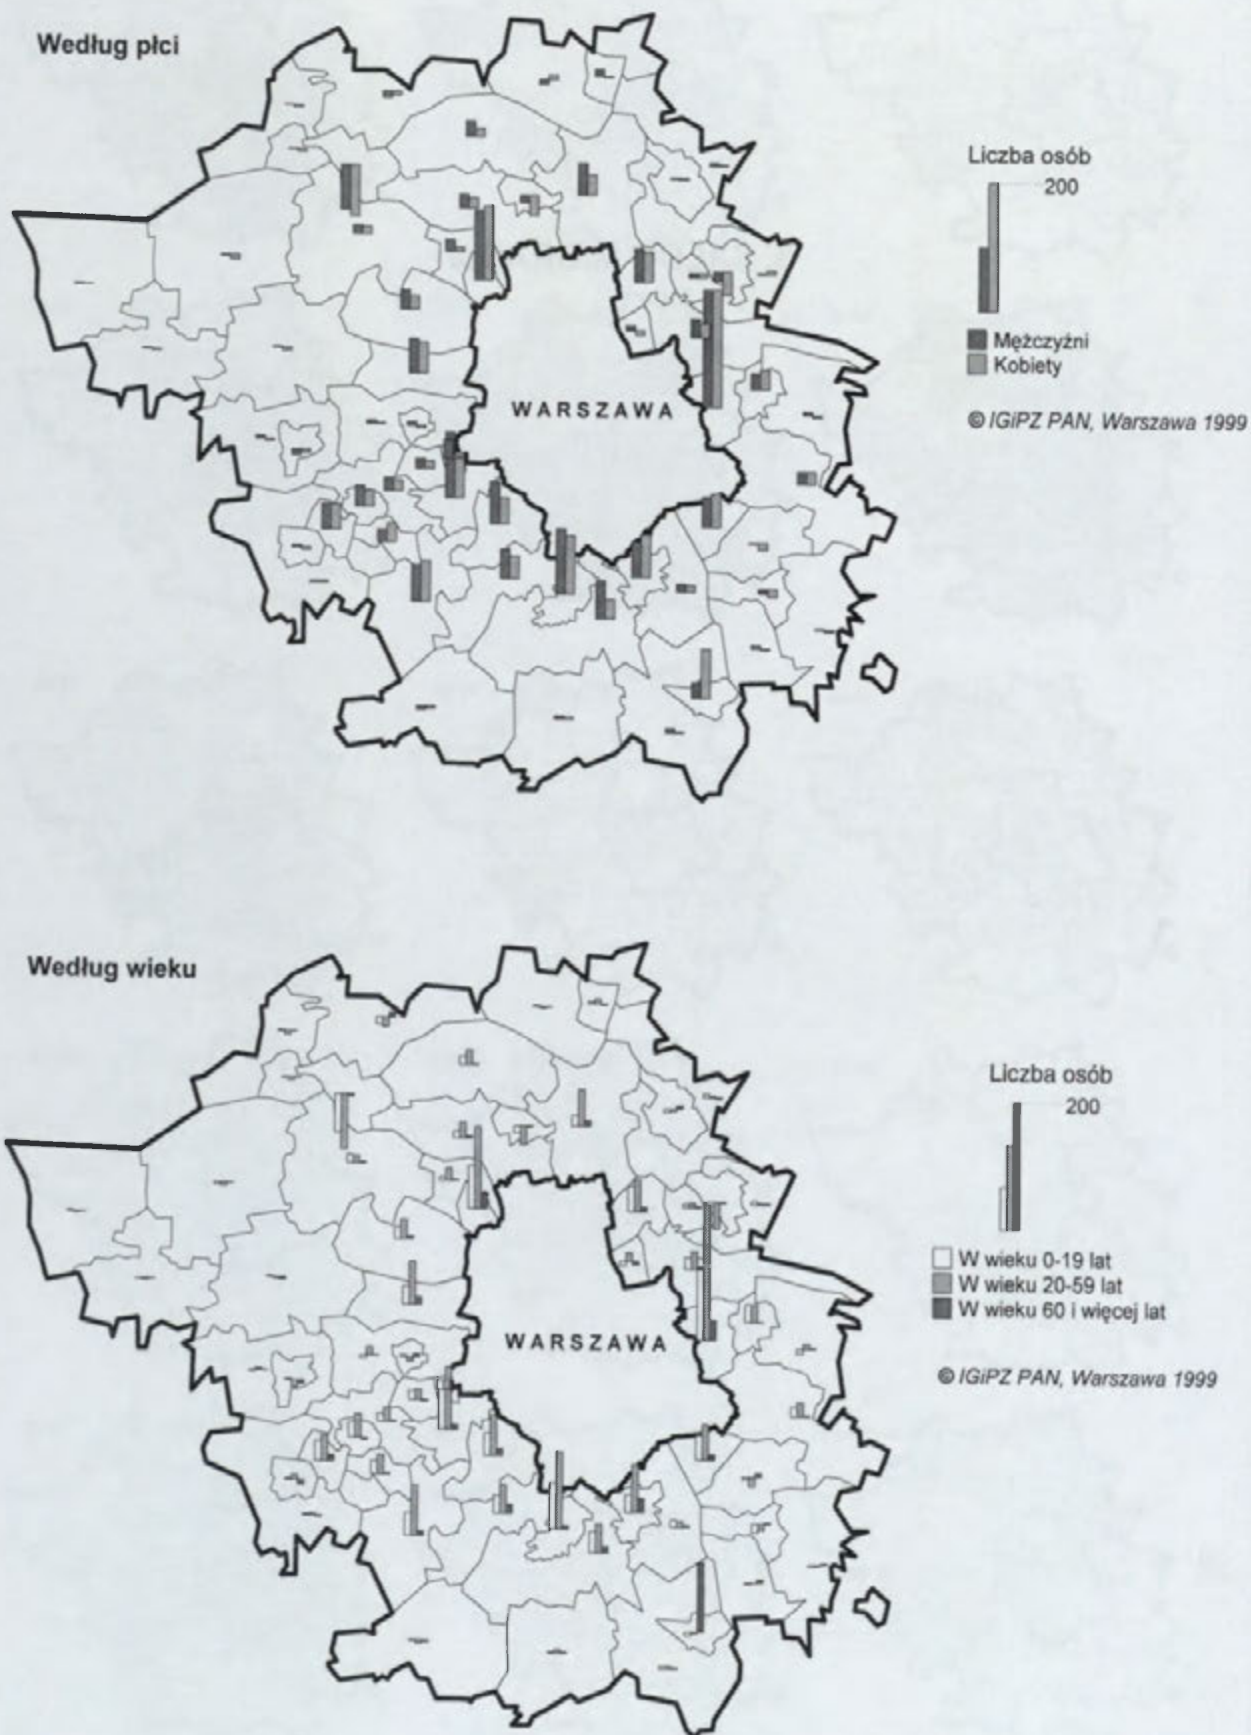 Według płci
Liczba osób
200
Mężczyźni
Kobiety
© IGiPZ PAN, Warszawa 1999
WARSZAWA
Według wieku
Liczba osób
200
W wieku 0-19 lat
W wieku 20-59 lat
W wieku 60 i więcej lat
© IGiPZ PAN, Warszawa 1999
WARSZAWA